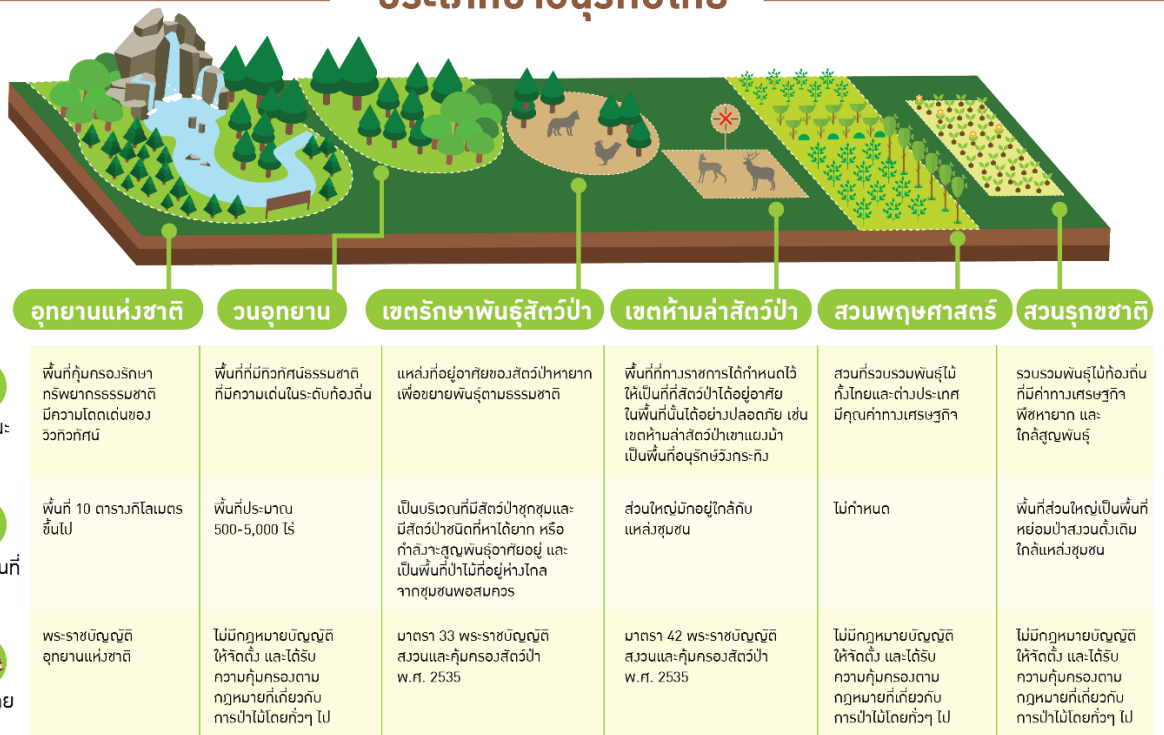 อุทยานแห่งชาติ
วนอุทยาน
เขตรักษาพันธุ์สัตว์ป่า
เขตห้ามล่าสัตว์ป่า
สวนพฤษศาสตร์
สวนรุกขชาติ
พื้นที่คุ้มครองรักษา
ทรัพยากรธรรมชาติ
มีความโดดเด่นของ
วิวทิวทัศน์
พื้นที่ที่มีทิวทัศน์ธรรมชาติ
ที่มีความเด่นในระดับท้องถิ่น
แหล่งที่อยู่อาศัยของสัตว์ป่าหายาก
เพื่อขยายพันธุ์ตามธรรมชาติ
พื้นที่ที่ทางราชการได้กำหนดไว้
ให้เป็นที่ที่สัตว์ป่าได้อยู่อาศัย
ในพื้นที่นั้นได้อย่างปลอดภัย เช่น
เขตห้ามล่าสัตว์ป่าเขาแผงม้า
เป็นพื้นที่อนุรักษ์วังกระทิง
สวนที่รวบรวมพันธุ์ไม้
ทั้งไทยและต่างประเทศ
มีคุณค่าทางเศรษฐกิจ
รวบรวมพันธุ์ไม้ท้องถิ่น
ที่มีค่าทางเศรษฐกิจ
พืชหายาก และ
ใกล้สูญพันธุ์
นที่
พื้นที่ 10 ตารางกิโลเมตร
ขึ้นไป
พื้นที่ประมาณ
500-5,000 ไร่
เป็นบริเวณที่มีสัตว์ป่าชุกชุมและ
มีสัตว์ป่าชนิดที่หาได้ยาก หรือ
กำลังจะสูญพันธุ์อาศัยอยู่ และ
เป็นพื้นที่ป่าไม้ที่อยู่ห่างไกล
จากชุมชนพอสมควร
ส่วนใหญ่มักอยู่ใกล้กับ
แหล่งชุมชน
ไม่กำหนด
พื้นที่ส่วนใหญ่เป็นพื้นที่
หย่อมป่าสงวนดั้งเดิม
ใกล้แหล่งชุมชน
พระราชบัญญัติ
อุทยานแห่งชาติ
ไม่มีกฎหมายบัญญัติ
ให้จัดตั้ง และได้รับ
ความคุ้มครองตาม
กฎหมายที่เกี่ยวกับ
การป่าไม้โดยทั่วๆ ไป
มาตรา 33 พระราชบัญญัติ
สงวนและคุ้มครองสัตว์ป่า
พ.ศ. 2535
มาตรา 42 พระราชบัญญัติ
สงวนและคุ้มครองสัตว์ป่า
พ.ศ. 2535
ไม่มีกฎหมายบัญญัติ
ให้จัดตั้ง และได้รับ
ความคุ้มครองตาม
กฎหมายที่เกี่ยวกับ
การป่าไม้โดยทั่วๆ ไป
ไม่มีกฎหมายบัญญัติ
ให้จัดตั้ง และได้รับ
ความคุ้มครองตาม
กฎหมายที่เกี่ยวกับ
การป่าไม้โดยทั่วๆ ไป